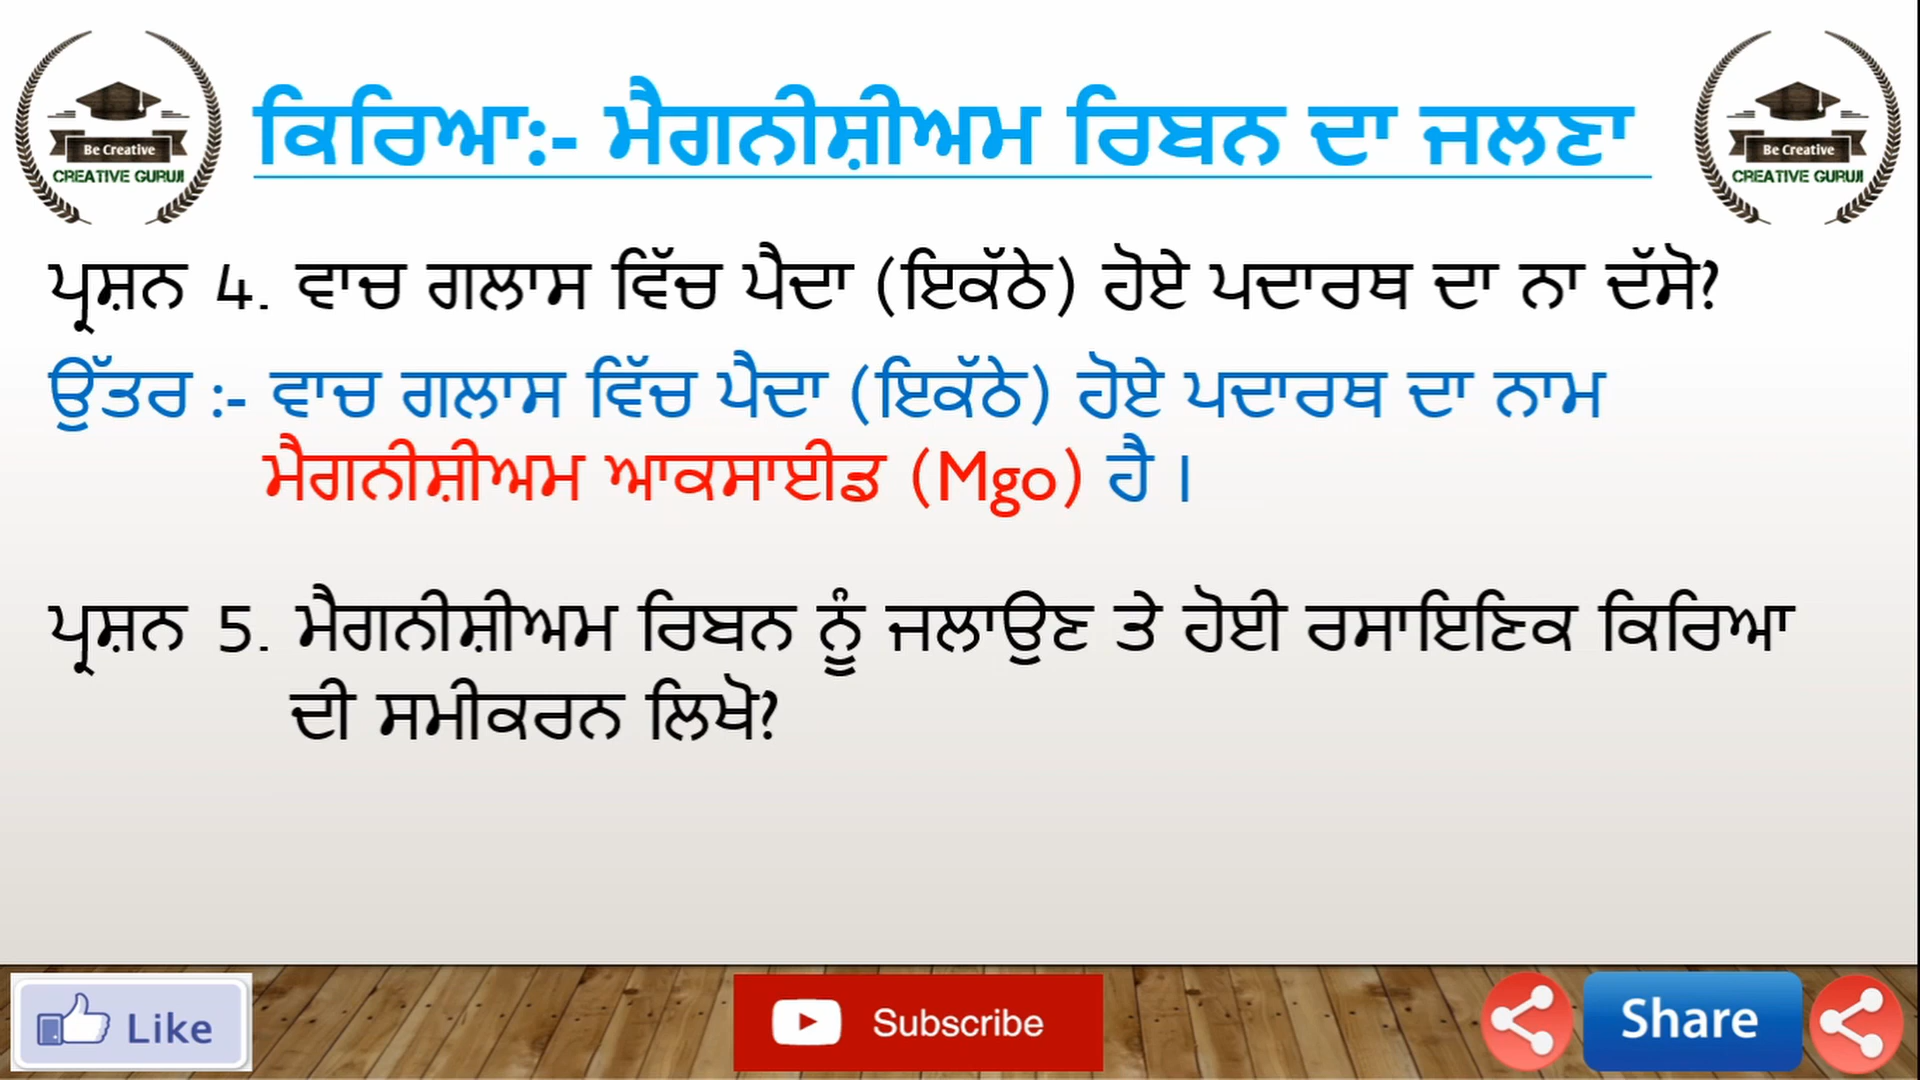 Be Creative
CREATIVE GURUJI
ਕਿਰਿਆ:- ਮੈਗਨੀਸ਼ੀਅਮ ਰਿਬਨ ਦਾ ਜਲਣਾ
Be Creative
CREATIVE GURUJI
ਪ੍ਰਸ਼ਨ 4. ਵਾਚ ਗਲਾਸ ਵਿੱਚ ਪੈਦਾ (ਇਕੱਠੇ) ਹੋਏ ਪਦਾਰਥ ਦਾ ਨਾ ਦੱਸੋ?
ਉੱਤਰ :- ਵਾਚ ਗਲਾਸ ਵਿੱਚ ਪੈਦਾ (ਇਕੱਠੇ) ਹੋਏ ਪਦਾਰਥ ਦਾ ਨਾਮ
ਮੈਗਨੀਸ਼ੀਅਮ ਆਕਸਾਈਡ (Mgo) ਹੈ ।
ਪ੍ਰਸ਼ਨ 5. ਮੈਗਨੀਸ਼ੀਅਮ ਰਿਬਨ ਨੂੰ ਜਲਾਉਣ ਤੇ ਹੋਈ ਰਸਾਇਣਿਕ ਕਿਰਿਆ
ਦੀ ਸਮੀਕਰਨ ਲਿਖੋ?
Like
Subscribe
Share